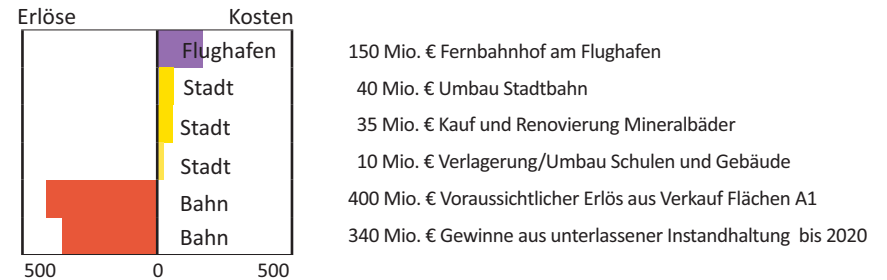 Erlöse Kosten
Flughafen 150 Mio. € Fernbahnhof am Flughafen
Stadt 40 Mio. € Umbau Stadtbahn
Stadt 35 Mio. € Kauf und Renovierung Mineralbäder
Stadt 10 Mio. € Verlagerung/Umbau Schulen und Gebäude
Bahn 400 Mio. € Voraussichtlicher Erlös aus Verkauf Flächen A1
Bahn 340 Mio. € Gewinne aus unterlassener Instandhaltung bis 2020
500 0 500